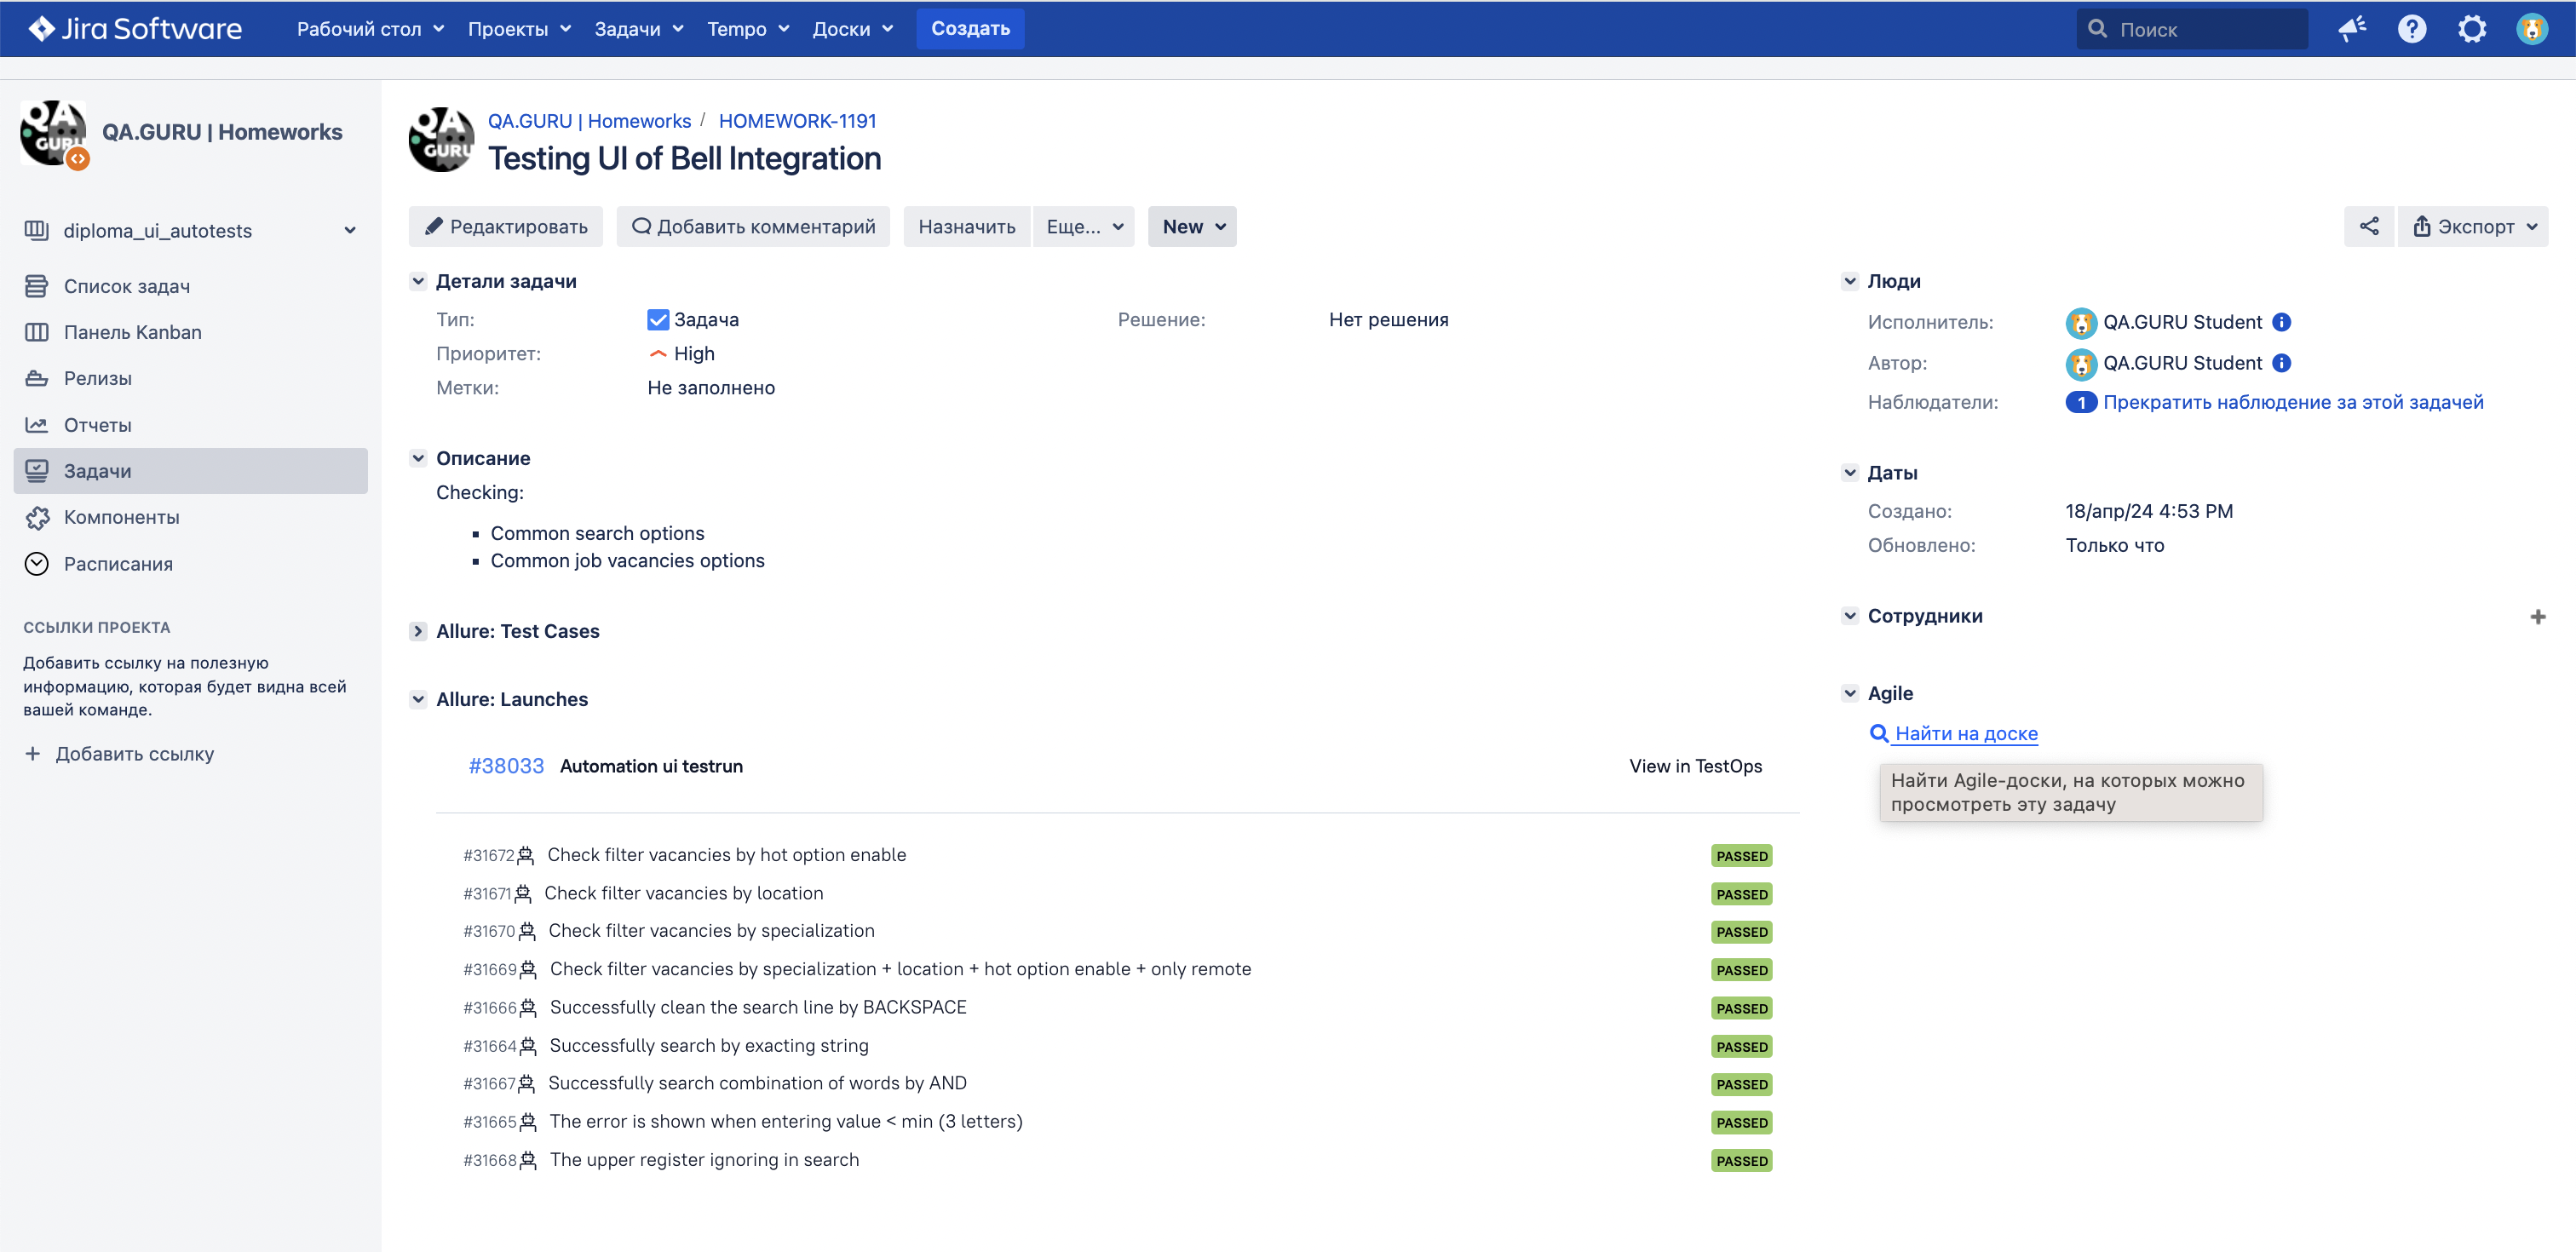 Jira Software
Рабочий стол
Проекты
Задачи
Tempo
Доски
Создать
Поиск
QA.GURU | Homeworks
diploma_ui_autotests
Список задач
Панель Kanban
Релизы
Отчеты
Задачи
Компоненты
Расписания
ССЫЛКИ ПРОЕКТА
Добавить ссылку на полезную
информацию, которая будет видна всей
вашей команде.
+ Добавить ссылку
QA GURU
QA.GURU | Homeworks / HOMEWORK-1191
Testing UI of Bell Integration
Редактировать
Добавить комментарий
Назначить
Еще...
New
Экспорт
Детали задачи
Тип: Задача
Решение: Нет решения
Приоритет: High
Метки: Не заполнено
Описание
Checking:
Common search options
Common job vacancies options
Allure: Test Cases
Allure: Launches
#38033 Automation ui testrun View in TestOps
#31672 Check filter vacancies by hot option enable PASSED
#31671 Check filter vacancies by location PASSED
#31670 Check filter vacancies by specialization PASSED
#31669 Check filter vacancies by specialization + location + hot option enable + only remote PASSED
#31666 Successfully clean the search line by BACKSPACE PASSED
#31664 Successfully search by exacting string PASSED
#31667 Successfully search combination of words by AND PASSED
#31665 The error is shown when entering value < min (3 letters) PASSED
#31668 The upper register ignoring in search PASSED
Люди
Исполнитель: QA.GURU Student
Автор: QA.GURU Student
Наблюдатели: 1 Прекратить наблюдение за этой задачей
Даты
Создано: 18/апр/24 4:53 PM
Обновлено: Только что
Сотрудники
Agile
Найти на доске
Найти Agile-доски, на которых можно
просмотреть эту задачу